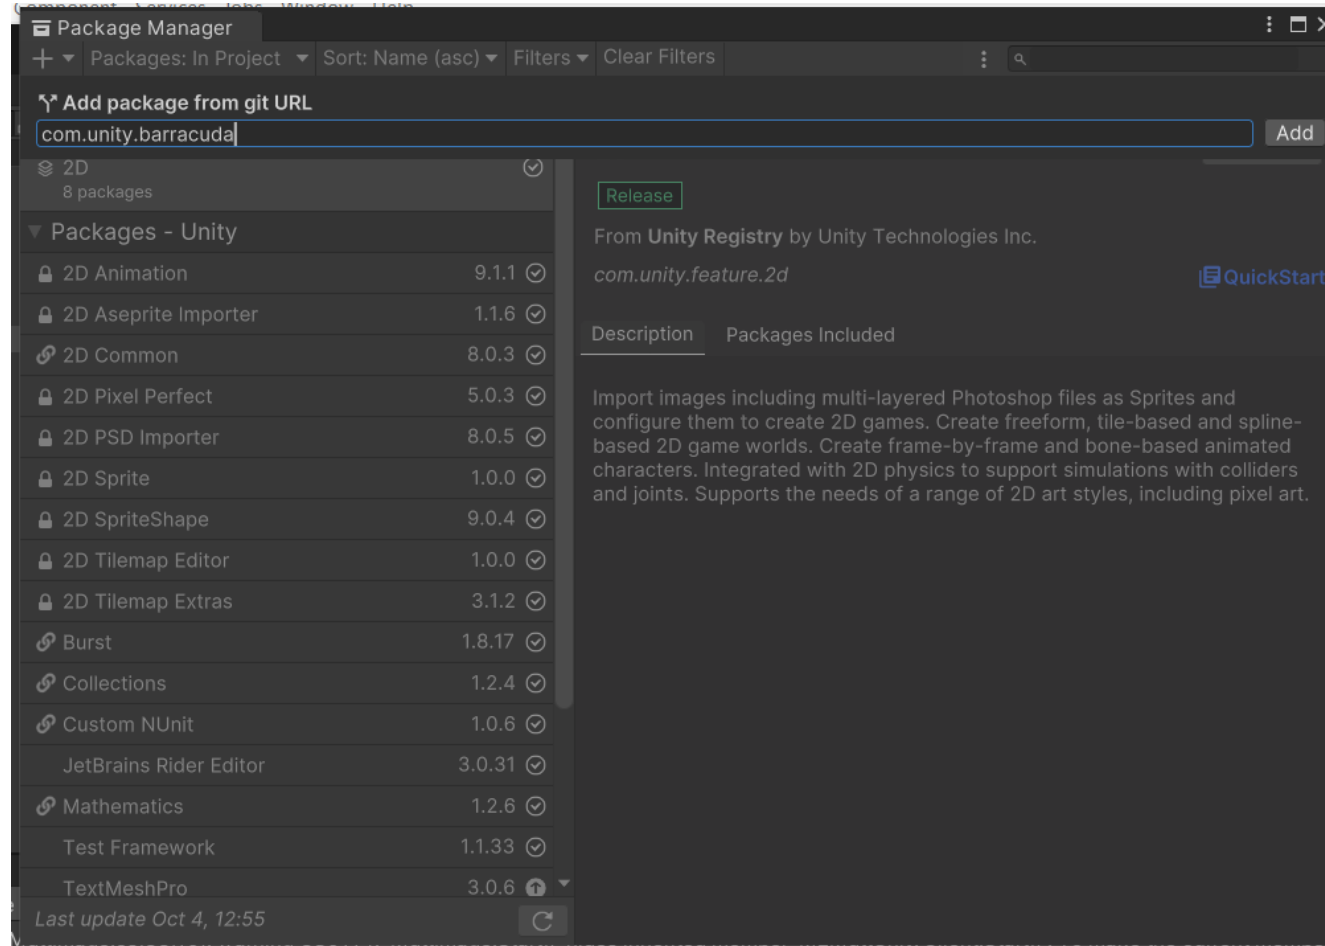 Component Services Jobs Window Help
Package Manager
Packages: In Project Sort: Name (asc) Filters Clear Filters
Add package from git URL
com.unity.barracuda Add
2D
8 packages
Packages - Unity
2D Animation 9.1.1
2D Aseprite Importer 1.1.6
2D Common 8.0.3
2D Pixel Perfect 5.0.3
2D PSD Importer 8.0.5
2D Sprite 1.0.0
2D SpriteShape 9.0.4
2D Tilemap Editor 1.0.0
2D Tilemap Extras 3.1.2
Burst 1.8.17
Collections 1.2.4
Custom NUnit 1.0.6
JetBrains Rider Editor 3.0.31
Mathematics 1.2.6
Test Framework 1.1.33
TextMeshPro 3.0.6
Last update Oct 4, 12:55
Release
From Unity Registry by Unity Technologies Inc.
com.unity.feature.2d QuickStart
Description Packages Included
Import images including multi-layered Photoshop files as Sprites and
configure them to create 2D games. Create freeform, tile-based and spline-
based 2D game worlds. Create frame-by-frame and bone-based animated
characters. Integrated with 2D physics to support simulations with colliders
and joints. Supports the needs of a range of 2D art styles, including pixel art.